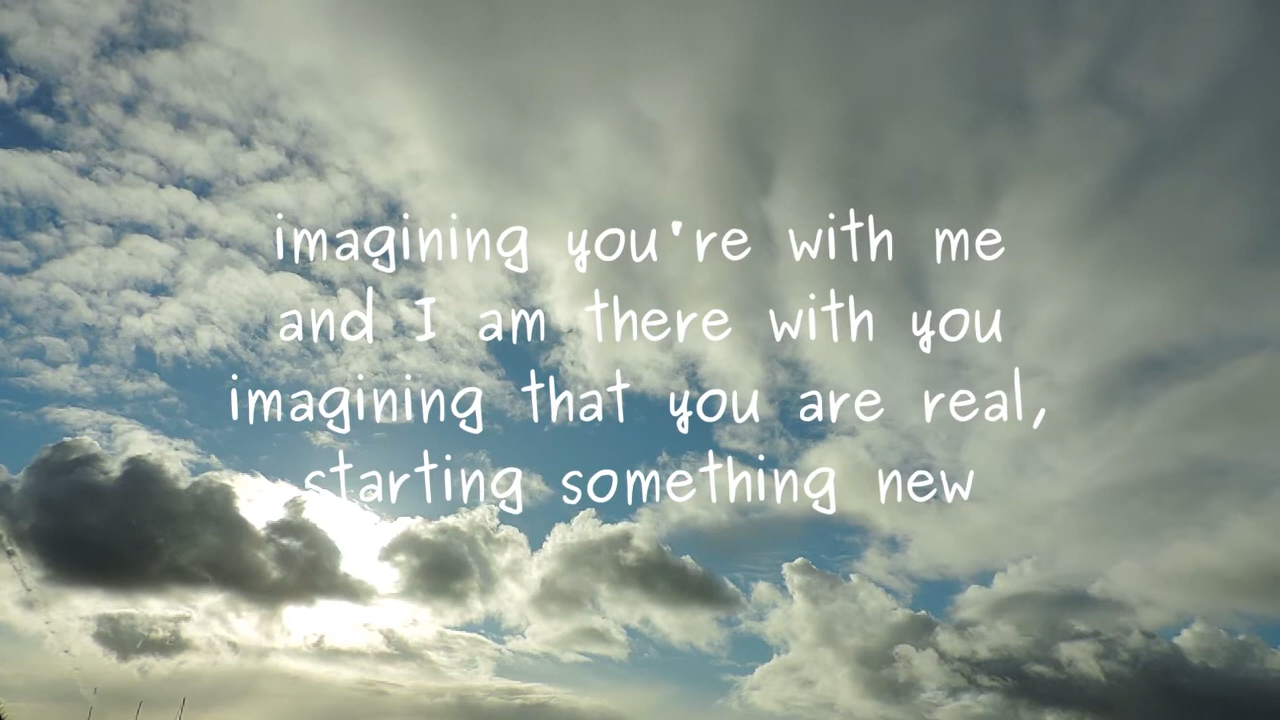 imagining you're with me
and I am there with you
imagining that you are real,
starting something new